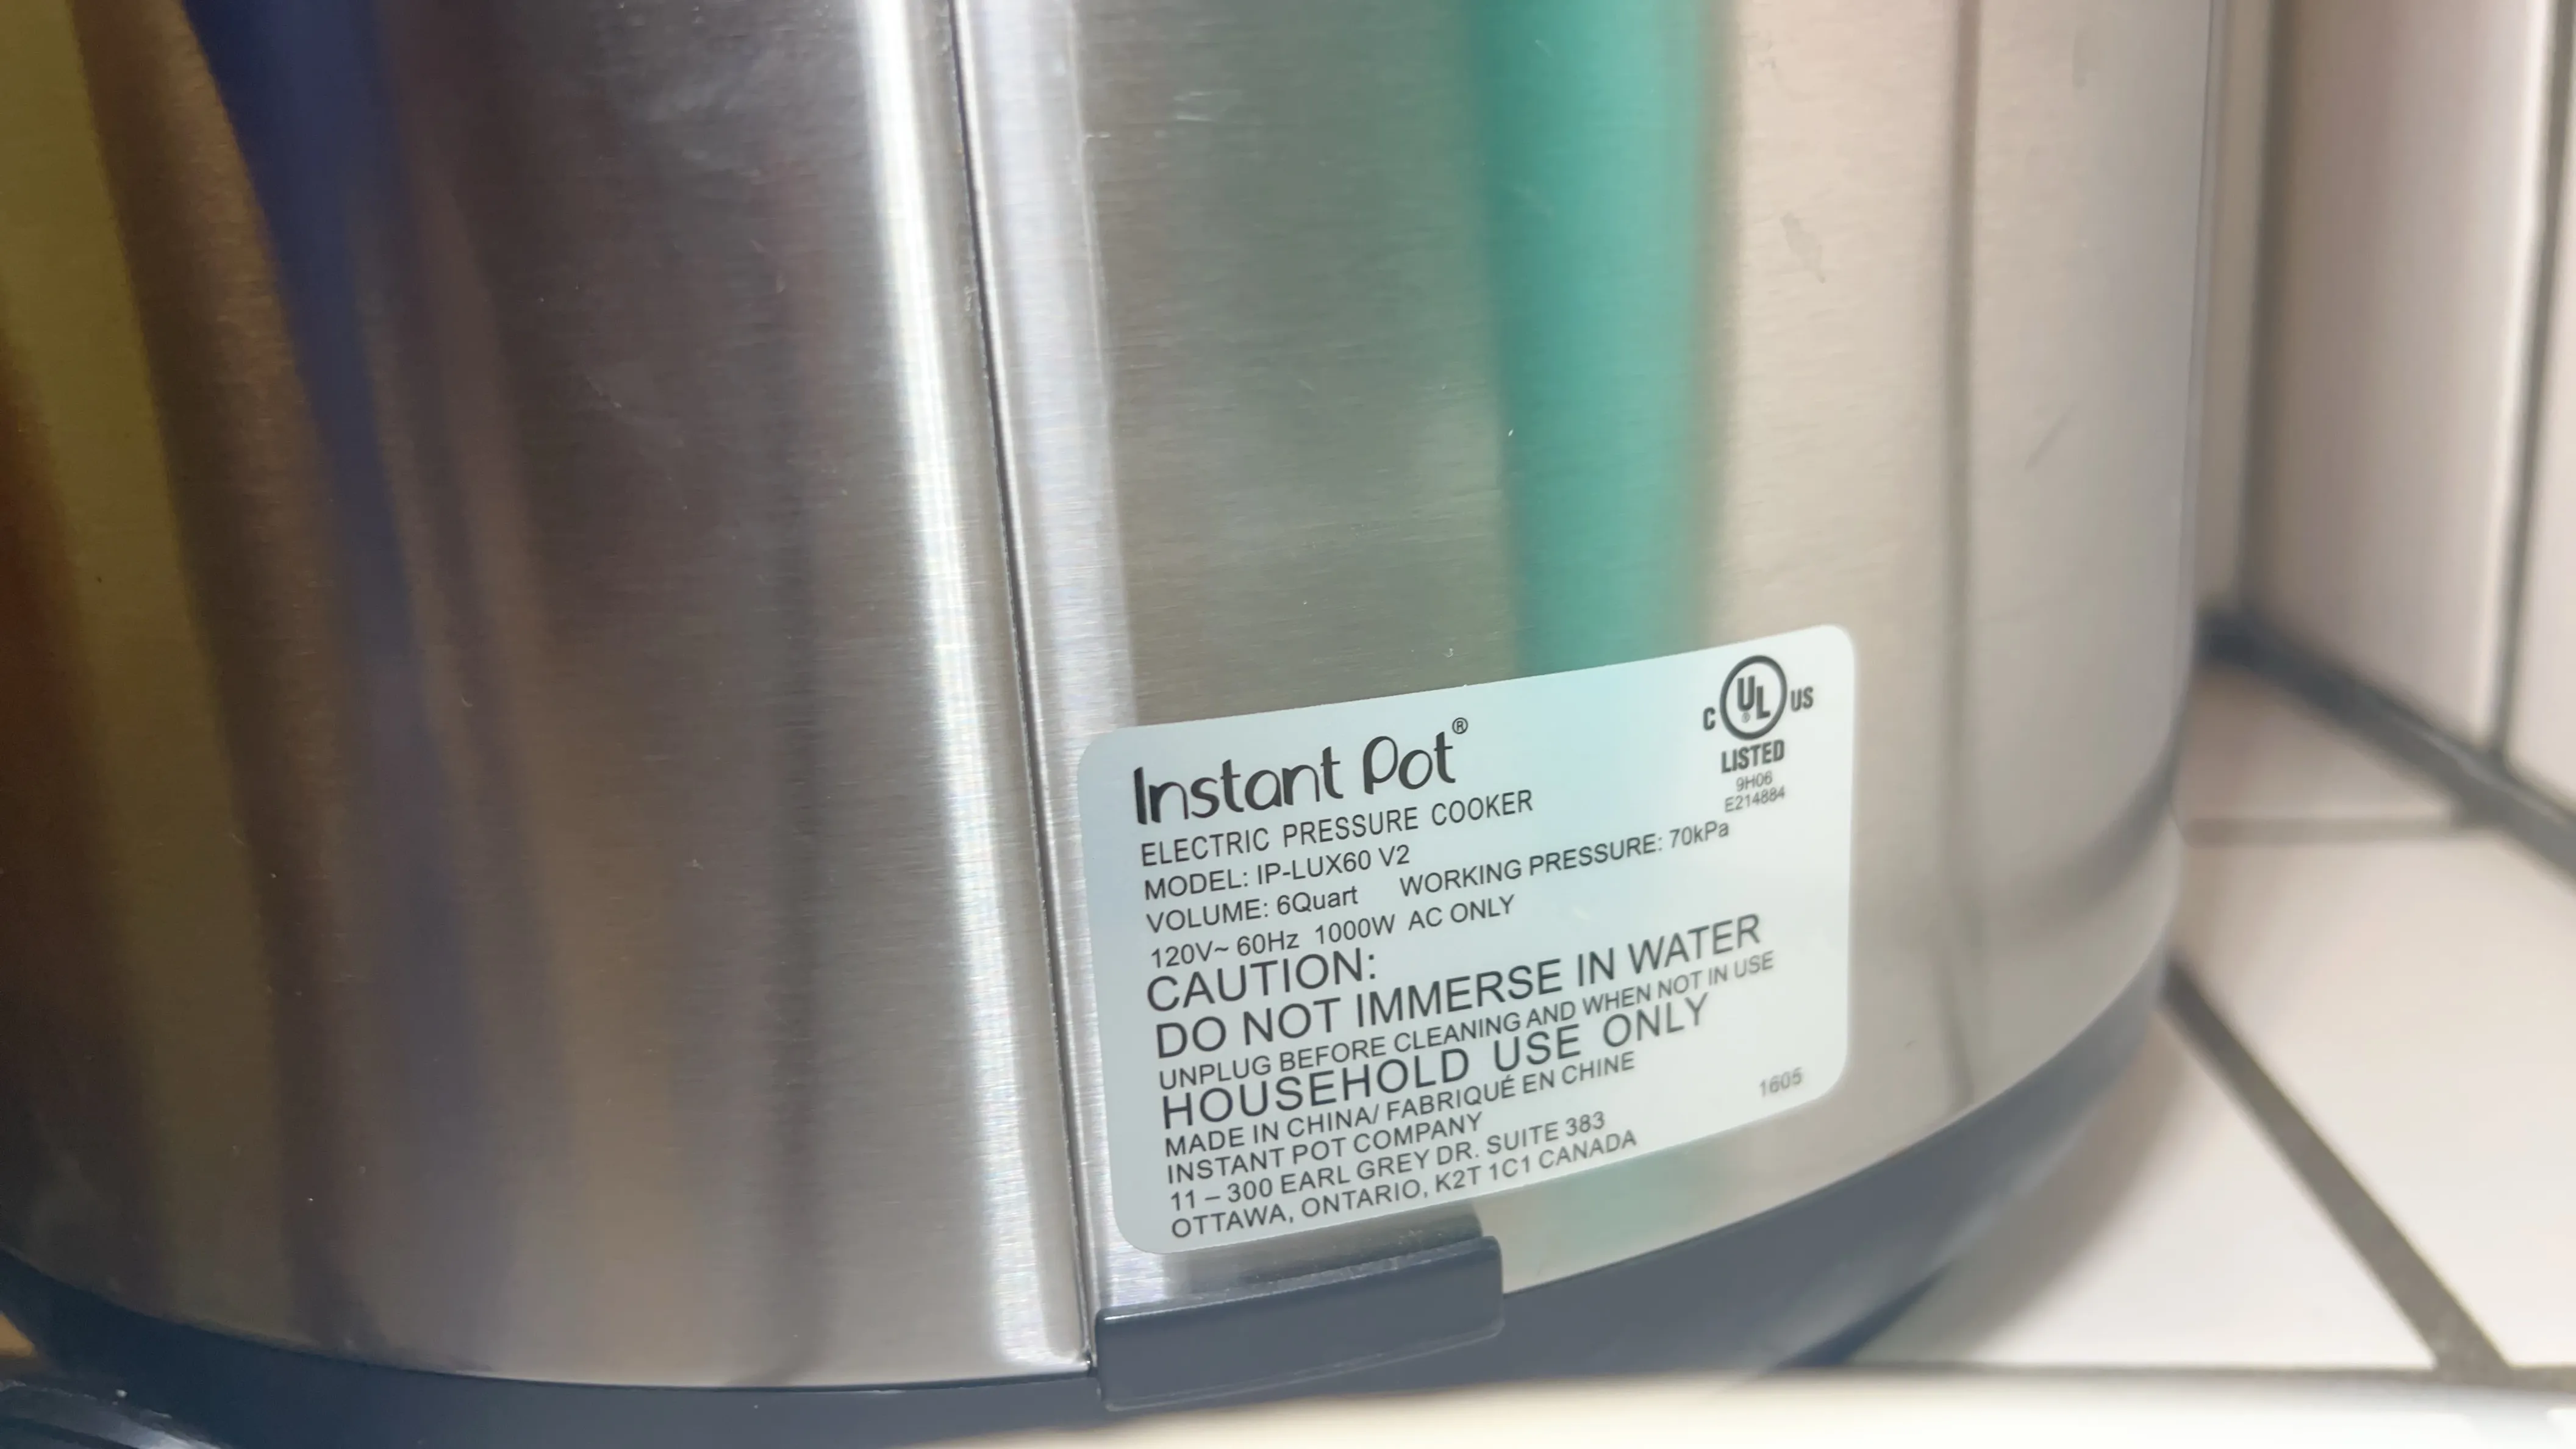 Instant Pot®
C UL® US
LISTED
9H06
E214884
ELECTRIC PRESSURE COOKER
MODEL: IP-LUX60 V2
VOLUME: 6Quart WORKING PRESSURE: 70kPa
120V~ 60Hz 1000W AC ONLY
CAUTION:
DO NOT IMMERSE IN WATER
UNPLUG BEFORE CLEANING AND WHEN NOT IN USE
HOUSEHOLD USE ONLY
MADE IN CHINA/ FABRIQUÉ EN CHINE
INSTANT POT COMPANY
11 – 300 EARL GREY DR. SUITE 383
OTTAWA, ONTARIO, K2T 1C1 CANADA
1605